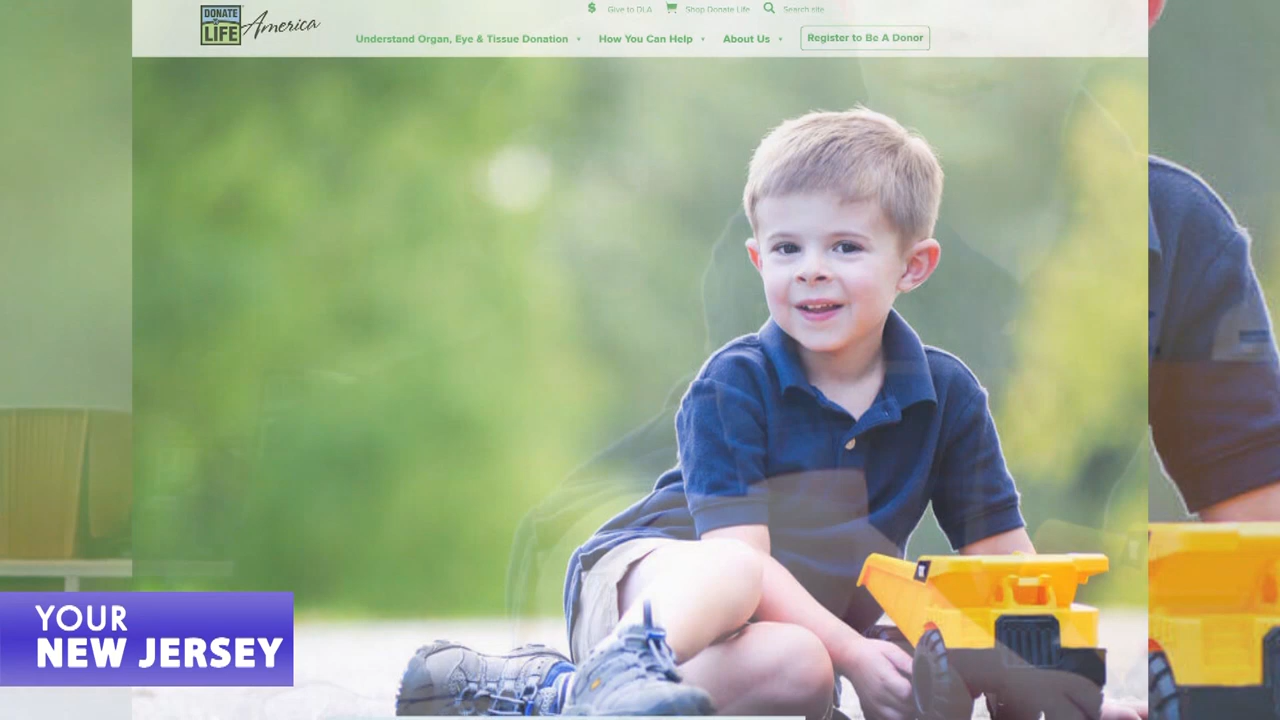 DONATE
LIFE
America
$ Give to DLA Shop Donate Life Search site
Understand Organ, Eye & Tissue Donation How You Can Help About Us Register to Be A Donor
YOUR
NEW JERSEY